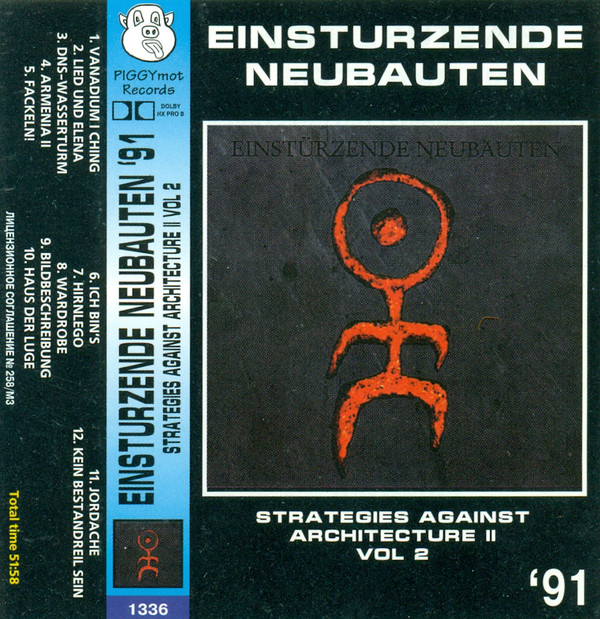 1. VANADIUM I CHING
2. LIED UND ELENA
3. DNS-WASSERTURM
4. ARMENIA II
5. FACKELN!
6. ICH BIN'S
7. HIRNLEGO
8. WARDROBE
9. BILDBESCHREIBUNG
10. HAUS DER LUGE
11. JORDACHE
12. KEIN BESTANDREIL SEIN
ЛИЦЕНЗИОННОЕ СОГЛАШЕНИЕ № 258/МЗ
Total time 51:58
PIGGYmot
Records
DOLBY
HX PRO B
EINSTURZENDE NEUBAUTEN '91
STRATEGIES AGAINST ARCHITECTURE II VOL 2
1336
EINSTURZENDE
NEUBAUTEN
EINSTÜRZENDE NEUBAUTEN
STRATEGIES AGAINST
ARCHITECTURE II
VOL 2
'91